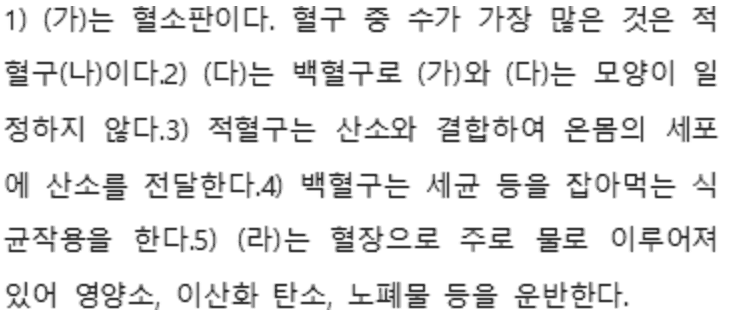 1) (가)는 혈소판이다. 혈구 중 수가 가장 많은 것은 적
혈구(나)이다.2) (다)는 백혈구로 (가)와 (다)는 모양이 일
정하지 않다.3) 적혈구는 산소와 결합하여 온몸의 세포
에 산소를 전달한다.4) 백혈구는 세균 등을 잡아먹는 식
균작용을 한다.5) (라)는 혈장으로 주로 물로 이루어져
있어 영양소, 이산화 탄소, 노폐물 등을 운반한다.